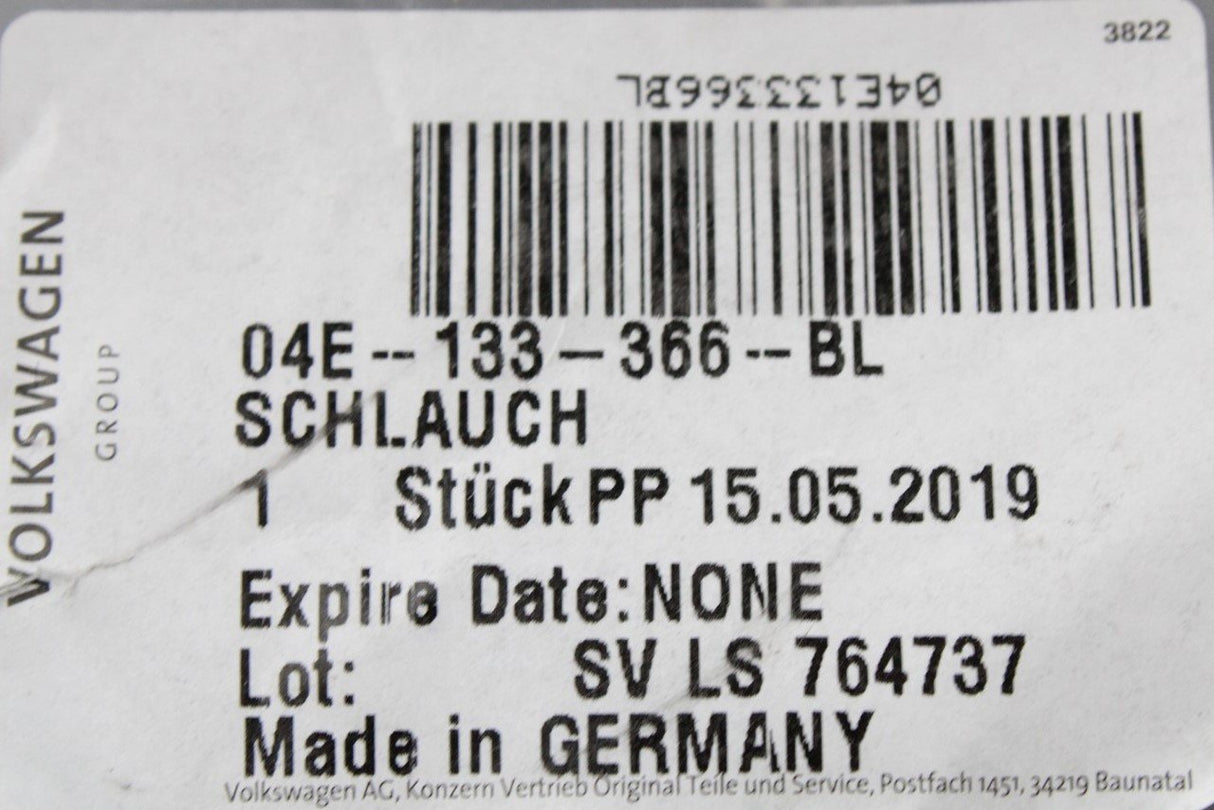 3822
04E133366BL
VOLKSWAGEN
GROUP
04E--133-366--BL
SCHLAUCH
1 Stück PP 15.05.2019
Expire Date: NONE
Lot: SV LS 764737
Made in GERMANY
Volkswagen AG, Konzern Vertrieb Original Teile und Service, Postfach 1451, 34219 Baunatal